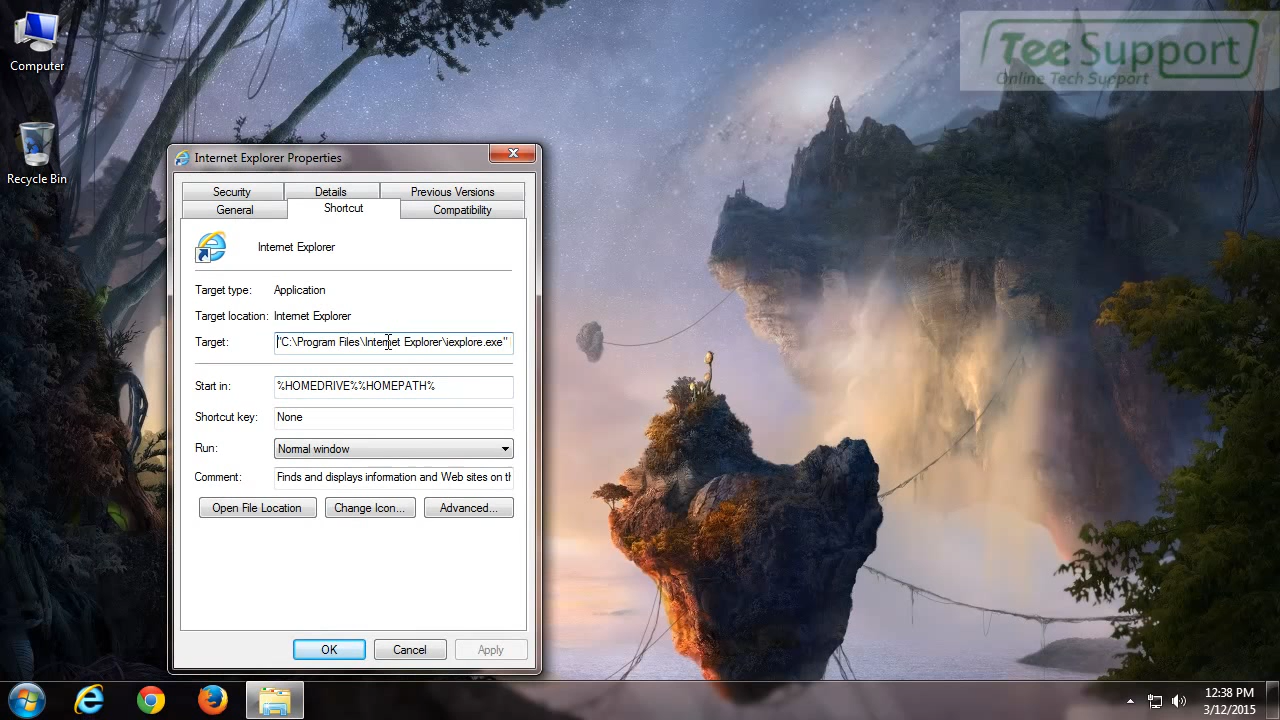 Computer
Recycle Bin
Tee Support
Online Tech Support
Internet Explorer Properties
Security Details Previous Versions
General Shortcut Compatibility
Internet Explorer
Target type: Application
Target location: Internet Explorer
Target: "C:\Program Files\Internet Explorer\iexplore.exe"
Start in: %HOMEDRIVE%%HOMEPATH%
Shortcut key: None
Run: Normal window
Comment: Finds and displays information and Web sites on th
Open File Location Change Icon... Advanced...
OK Cancel Apply
12:38 PM
3/12/2015